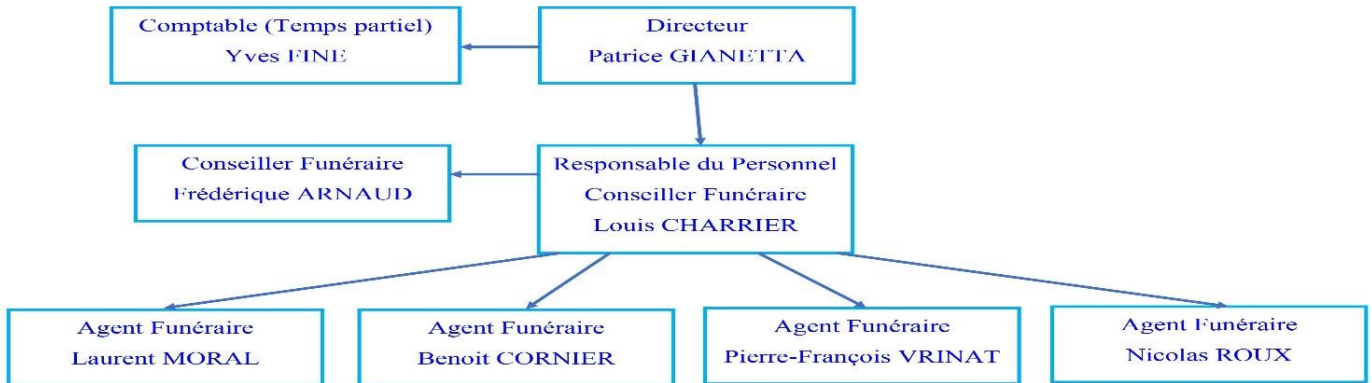 Comptable (Temps partiel)
Yves FINE
Directeur
Patrice GIANETTA
Conseiller Funéraire
Frédérique ARNAUD
Responsable du Personnel
Conseiller Funéraire
Louis CHARRIER
Agent Funéraire
Laurent MORAL
Agent Funéraire
Benoit CORNIER
Agent Funéraire
Pierre-François VRINAT
Agent Funéraire
Nicolas ROUX